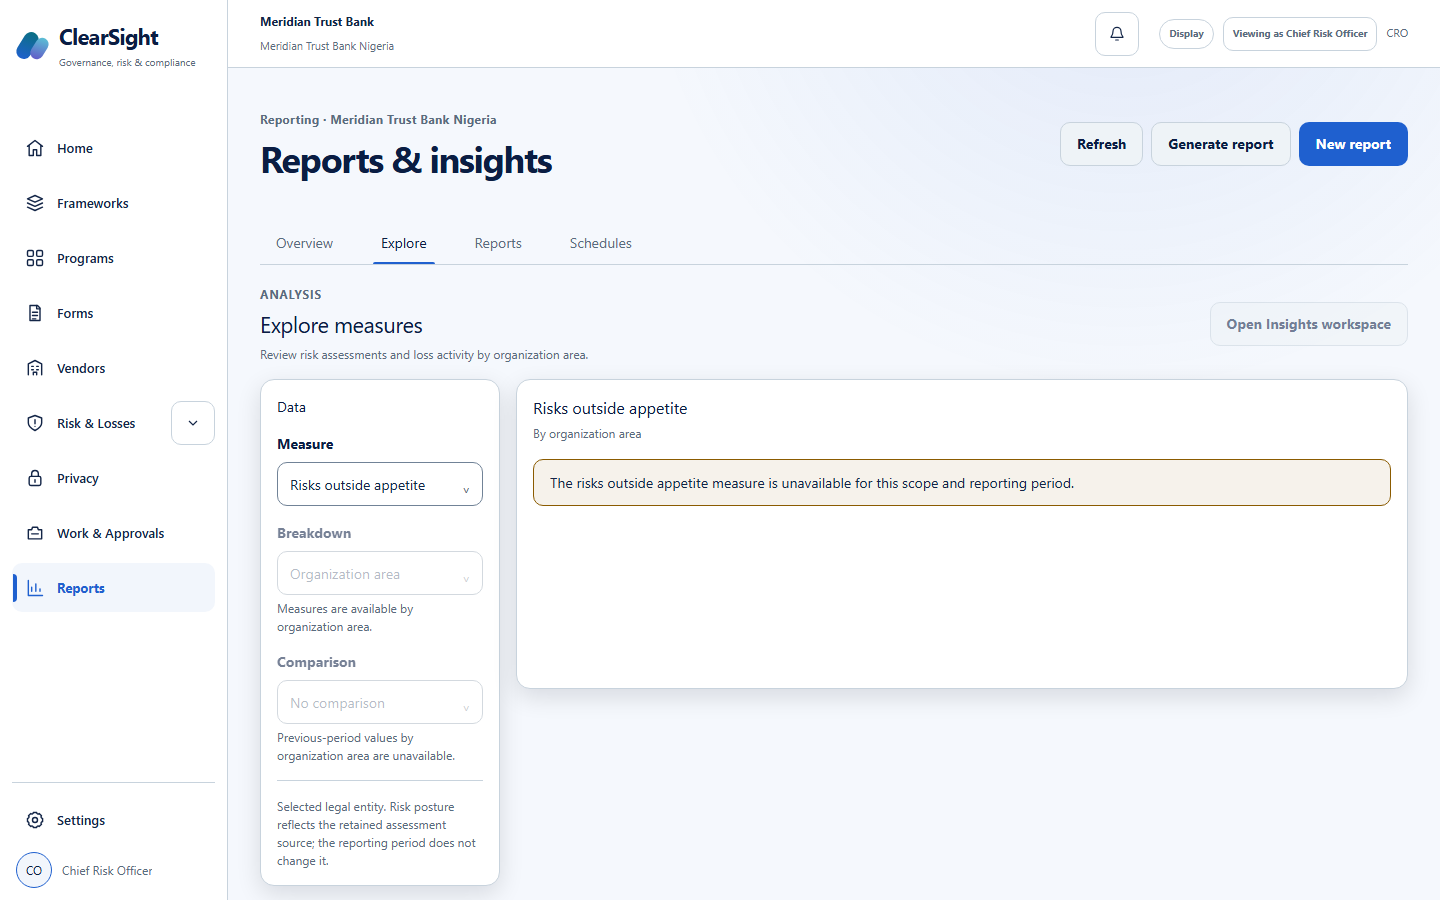 ClearSight
Governance, risk & compliance
Meridian Trust Bank
Meridian Trust Bank Nigeria
Display
Viewing as Chief Risk Officer
CRO
Home
Frameworks
Programs
Forms
Vendors
Risk & Losses
Privacy
Work & Approvals
Reports
Settings
CO
Chief Risk Officer
Reporting · Meridian Trust Bank Nigeria
Reports & insights
Refresh
Generate report
New report
Overview
Explore
Reports
Schedules
ANALYSIS
Explore measures
Review risk assessments and loss activity by organization area.
Open Insights workspace
Data
Measure
Risks outside appetite
Breakdown
Organization area
Measures are available by
organization area.
Comparison
No comparison
Previous-period values by
organization area are unavailable.
Selected legal entity. Risk posture
reflects the retained assessment
source; the reporting period does not
change it.
Risks outside appetite
By organization area
The risks outside appetite measure is unavailable for this scope and reporting period.